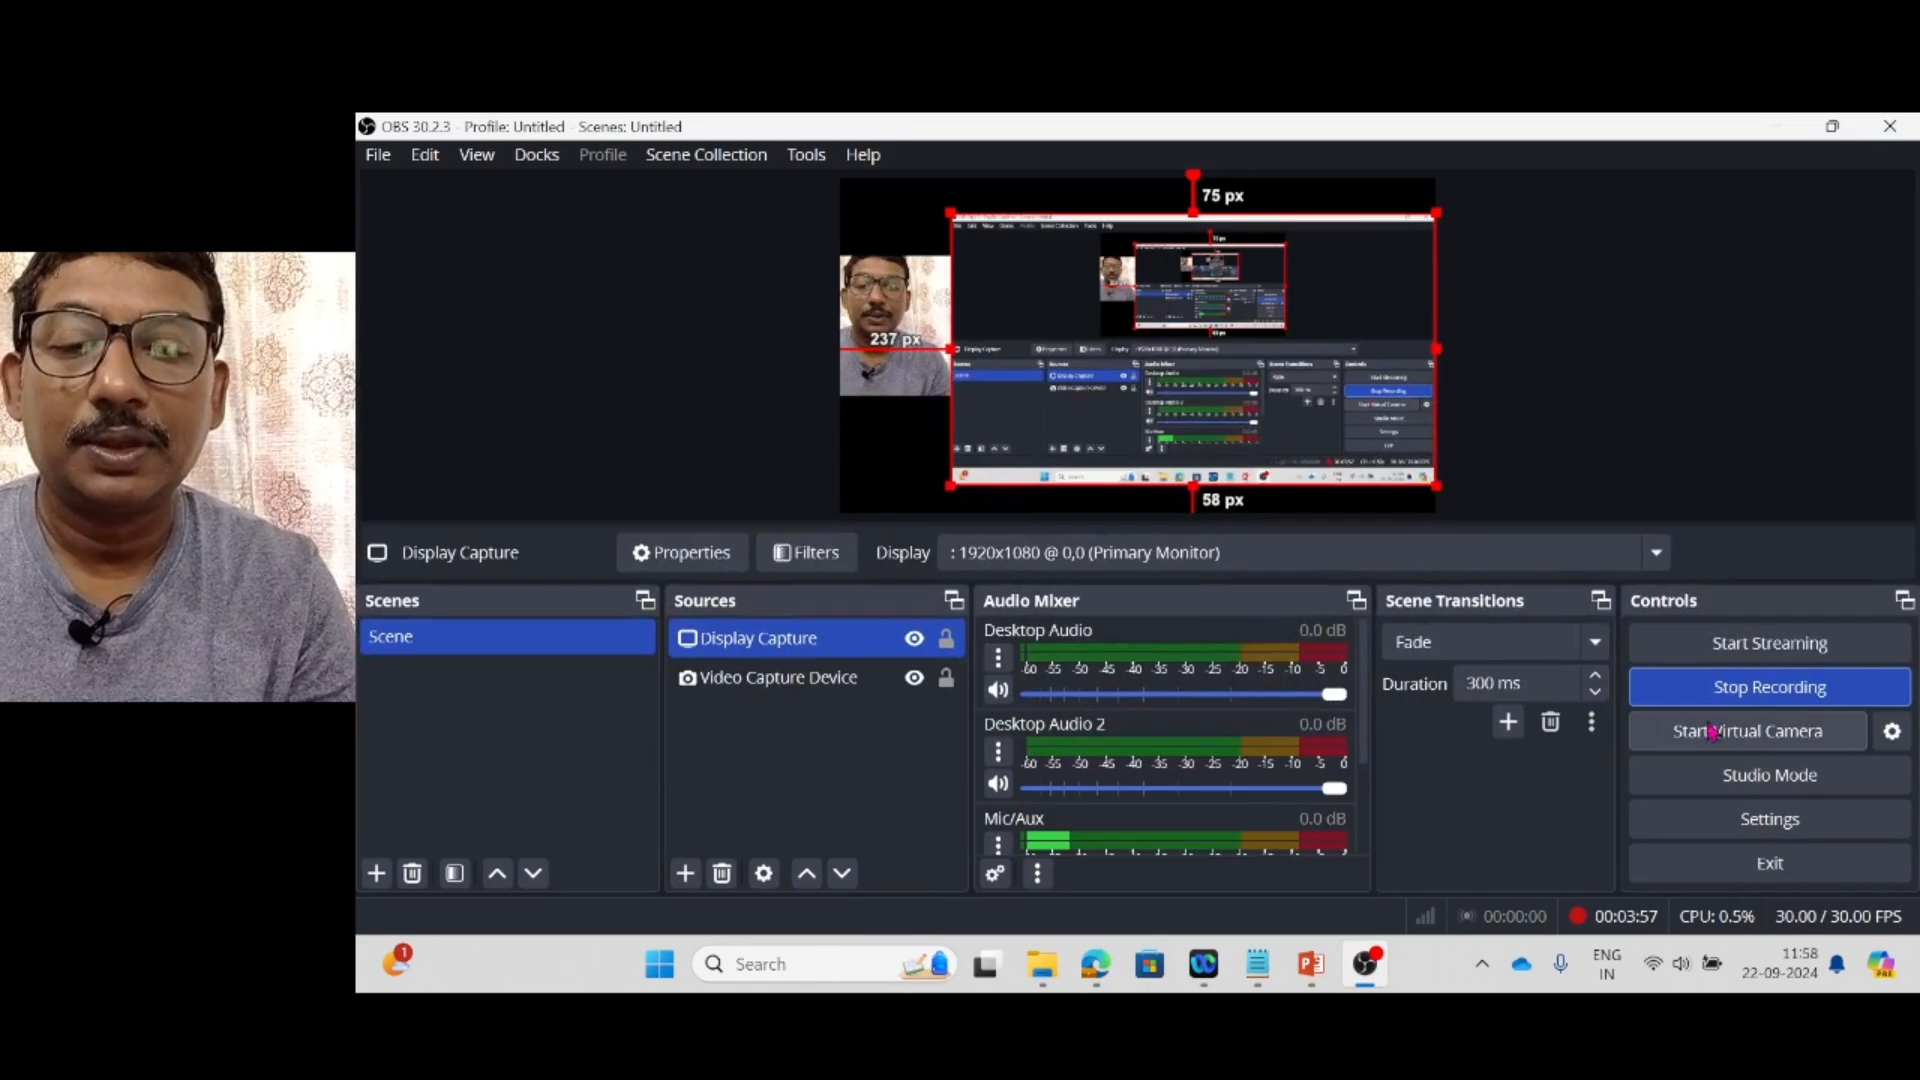 OBS 30.2.3 - Profile: Untitled - Scenes: Untitled
File Edit View Docks Profile Scene Collection Tools Help
75 px
237 px
58 px
Display Capture Properties Filters Display : 1920x1080 @ 0,0 (Primary Monitor)
Scenes
Scene
Sources
Display Capture
Video Capture Device
Audio Mixer
Desktop Audio 0.0 dB
-60 -55 -50 -45 -40 -35 -30 -25 -20 -15 -10 -5 0
Desktop Audio 2 0.0 dB
-60 -55 -50 -45 -40 -35 -30 -25 -20 -15 -10 -5 0
Mic/Aux 0.0 dB
Scene Transitions
Fade
Duration 300 ms
Controls
Start Streaming
Stop Recording
Start Virtual Camera
Studio Mode
Settings
Exit
00:00:00 00:03:57 CPU: 0.5% 30.00 / 30.00 FPS
1
Search
ENG
IN
11:58
22-09-2024
PRE